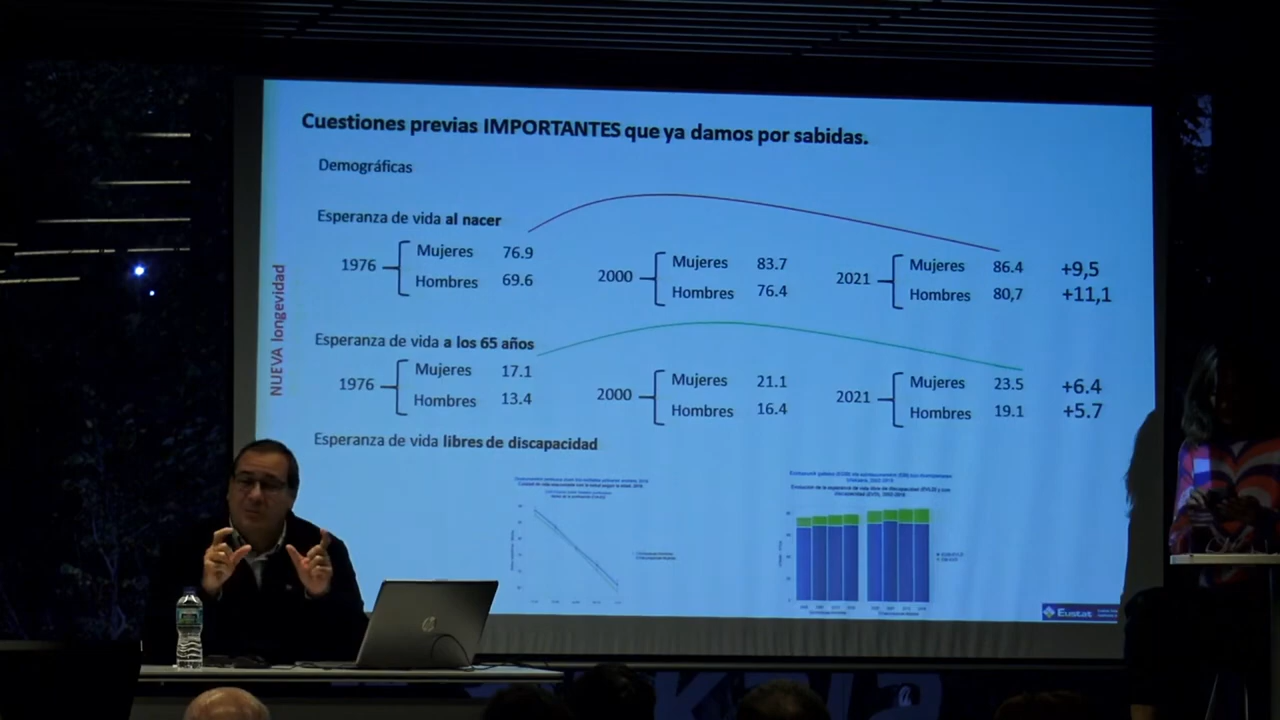 Cuestiones previas IMPORTANTES que ya damos por sabidas.
Demográficas
NUEVA longevidad
Esperanza de vida al nacer
1976
Mujeres 76.9
Hombres 69.6
2000
Mujeres 83.7
Hombres 76.4
2021
Mujeres 86.4 +9,5
Hombres 80,7 +11,1
Esperanza de vida a los 65 años
1976
Mujeres 17.1
Hombres 13.4
2000
Mujeres 21.1
Hombres 16.4
2021
Mujeres 23.5 +6.4
Hombres 19.1 +5.7
Esperanza de vida libres de discapacidad
Eustat
hp